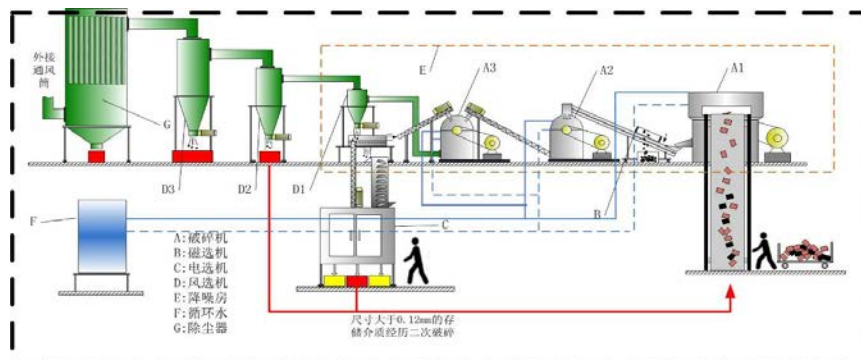 外接
通风
筒
E
A3
A2
A1
G
D3
D2
D1
B
F
C
A:破碎机
B:磁选机
C:电选机
D:风选机
E:降噪房
F:循环水
G:除尘器
尺寸大于0.12mm的存
储介质经历二次破碎